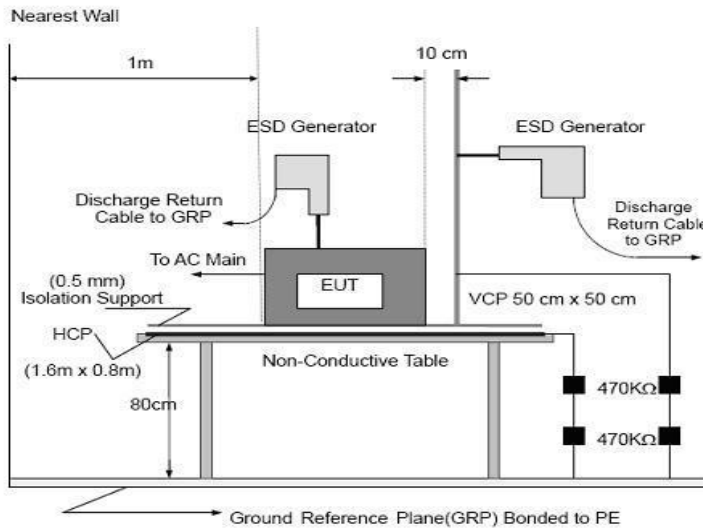 Nearest Wall
1m
10 cm
ESD Generator
ESD Generator
Discharge Return
Cable to GRP
Discharge
Return Cable
to GRP
To AC Main
(0.5 mm)
Isolation Support
EUT
VCP 50 cm x 50 cm
HCP
(1.6m x 0.8m)
Non-Conductive Table
80cm
470KΩ
470KΩ
Ground Reference Plane(GRP) Bonded to PE